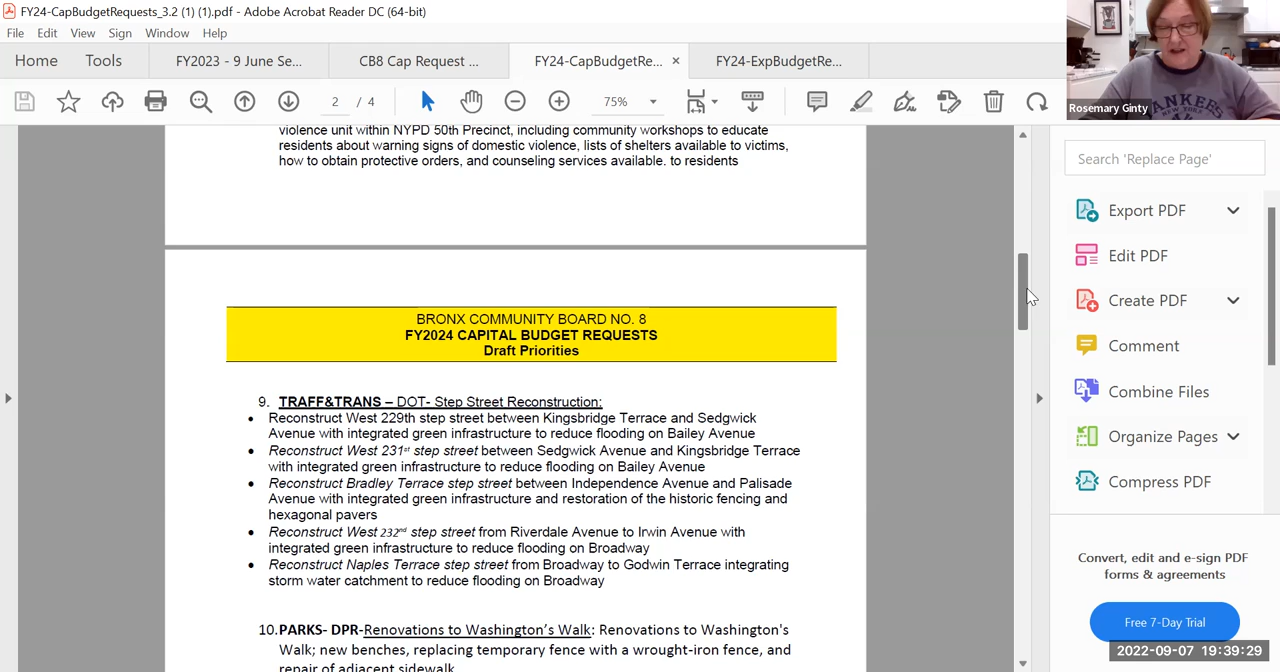 FY24-CapBudgetRequests_3.2 (1) (1).pdf - Adobe Acrobat Reader DC (64-bit)
File Edit View Sign Window Help
Home Tools FY2023 - 9 June Se... CB8 Cap Request ... FY24-CapBudgetRe... × FY24-ExpBudgetRe...
2 / 4 75%
Rosemary Ginty
YANKEES
NEW YORK
violence unit within NYPD 50th Precinct, including community workshops to educate
residents about warning signs of domestic violence, lists of shelters available to victims,
how to obtain protective orders, and counseling services available. to residents
BRONX COMMUNITY BOARD NO. 8
FY2024 CAPITAL BUDGET REQUESTS
Draft Priorities
9. TRAFF&TRANS – DOT- Step Street Reconstruction:
• Reconstruct West 229th step street between Kingsbridge Terrace and Sedgwick
Avenue with integrated green infrastructure to reduce flooding on Bailey Avenue
• Reconstruct West 231st step street between Sedgwick Avenue and Kingsbridge Terrace
with integrated green infrastructure to reduce flooding on Bailey Avenue
• Reconstruct Bradley Terrace step street between Independence Avenue and Palisade
Avenue with integrated green infrastructure and restoration of the historic fencing and
hexagonal pavers
• Reconstruct West 232nd step street from Riverdale Avenue to Irwin Avenue with
integrated green infrastructure to reduce flooding on Broadway
• Reconstruct Naples Terrace step street from Broadway to Godwin Terrace integrating
storm water catchment to reduce flooding on Broadway
10. PARKS- DPR-Renovations to Washington's Walk: Renovations to Washington's
Walk; new benches, replacing temporary fence with a wrought-iron fence, and
repair of adjacent sidewalk
Search 'Replace Page'
Export PDF
Edit PDF
Create PDF
Comment
Combine Files
Organize Pages
Compress PDF
Convert, edit and e-sign PDF
forms & agreements
Free 7-Day Trial
2022-09-07 19:39:29